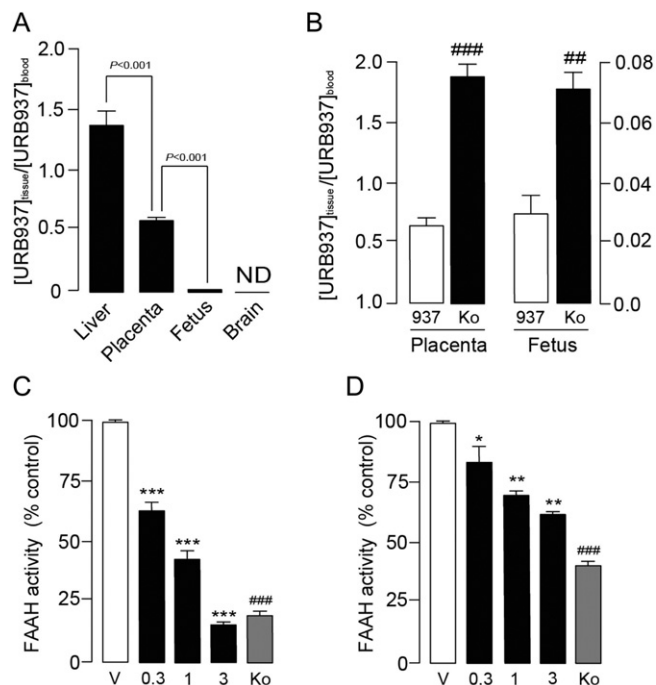 A
[URB937]tissue/[URB937]blood
2.0
1.5
1.0
0.5
0
P<0.001
P<0.001
ND
Liver
Placenta
Fetus
Brain
B
[URB937]tissue/[URB937]blood
2.0
1.5
1.0
0.5
1.0
###
##
0.08
0.06
0.04
0.02
0.0
937 Ko 937 Ko
Placenta Fetus
C
FAAH activity (% control)
100
75
50
25
0
***
***
***
###
V 0.3 1 3 Ko
D
FAAH activity (% control)
100
75
50
25
0
*
**
**
###
V 0.3 1 3 Ko